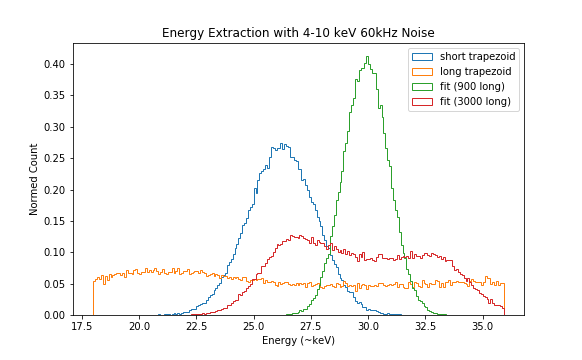 Energy Extraction with 4-10 keV 60kHz Noise
short trapezoid
long trapezoid
fit (900 long)
fit (3000 long)
Normed Count
0.40
0.35
0.30
0.25
0.20
0.15
0.10
0.05
0.00
17.5 20.0 22.5 25.0 27.5 30.0 32.5 35.0
Energy (~keV)